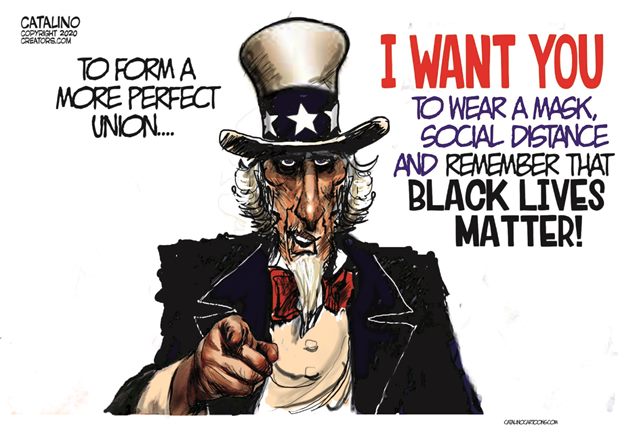 CATALINO
COPYRIGHT 2020
CREATORS.COM
TO FORM A
MORE PERFECT
UNION....
I WANT YOU
TO WEAR A MASK,
SOCIAL DISTANCE
AND REMEMBER THAT
BLACK LIVES
MATTER!
CATALINOCARTOONS.COM